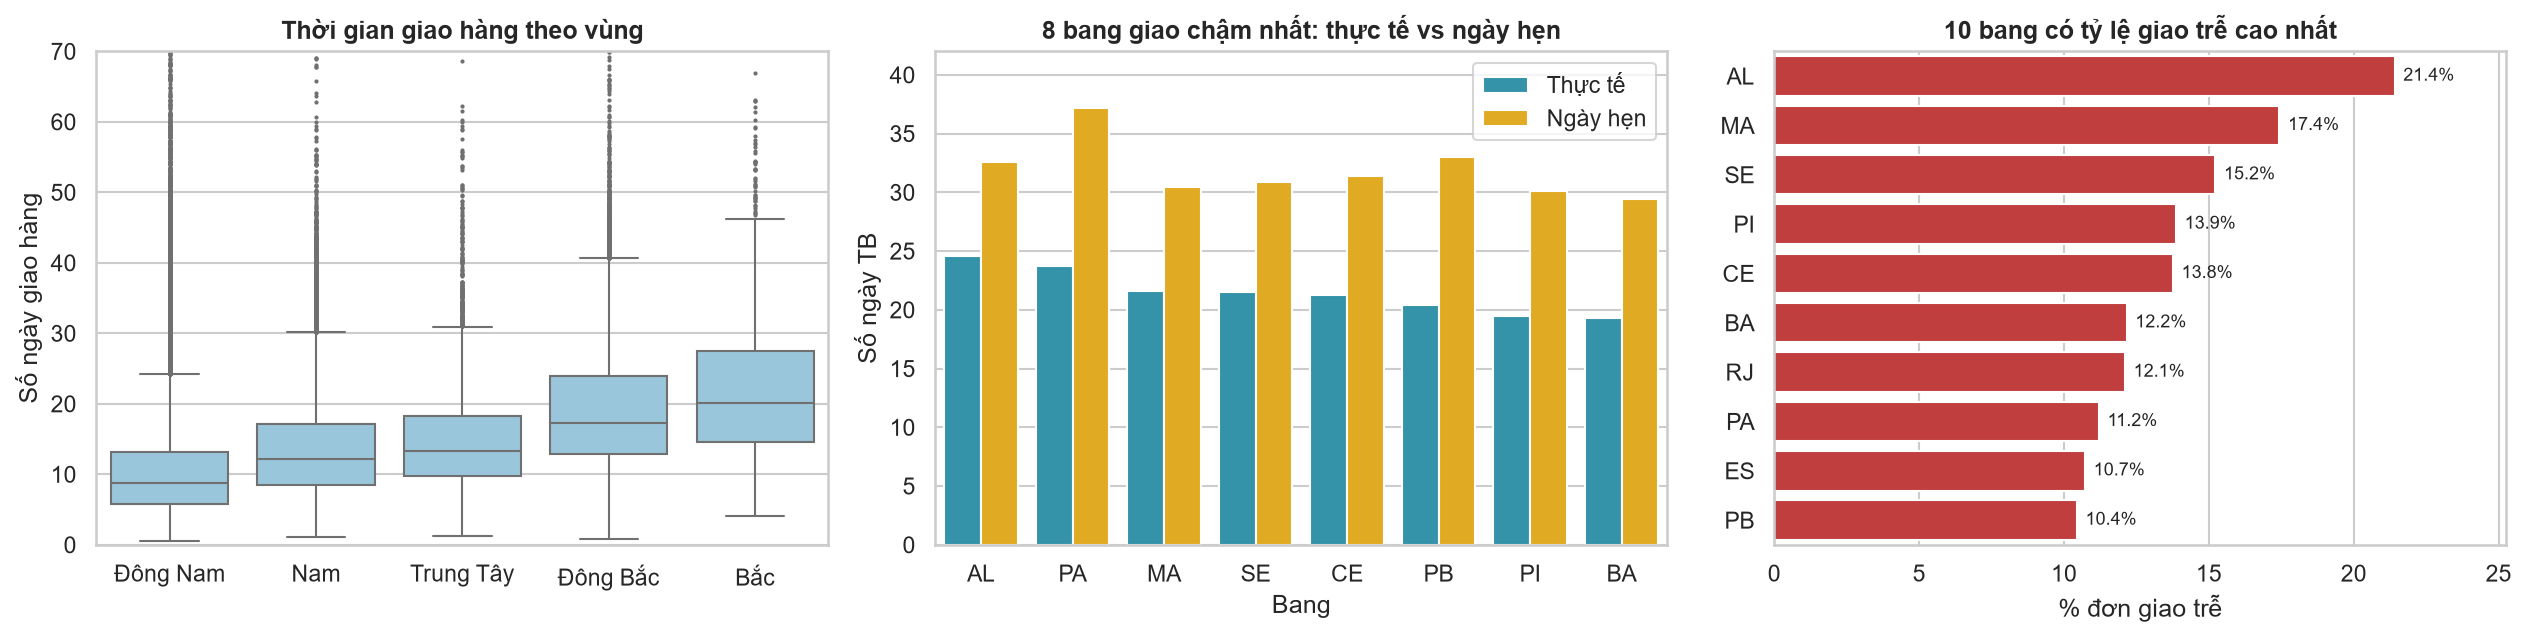 Thời gian giao hàng theo vùng
Số ngày giao hàng
70
60
50
40
30
20
10
0
Đông Nam
Nam
Trung Tây
Đông Bắc
Bắc
8 bang giao chậm nhất: thực tế vs ngày hẹn
Thực tế
Ngày hẹn
Số ngày TB
40
35
30
25
20
15
10
5
0
AL
PA
MA
SE
CE
PB
PI
BA
Bang
10 bang có tỷ lệ giao trễ cao nhất
AL 21.4%
MA 17.4%
SE 15.2%
PI 13.9%
CE 13.8%
BA 12.2%
RJ 12.1%
PA 11.2%
ES 10.7%
PB 10.4%
0
5
10
15
20
25
% đơn giao trễ